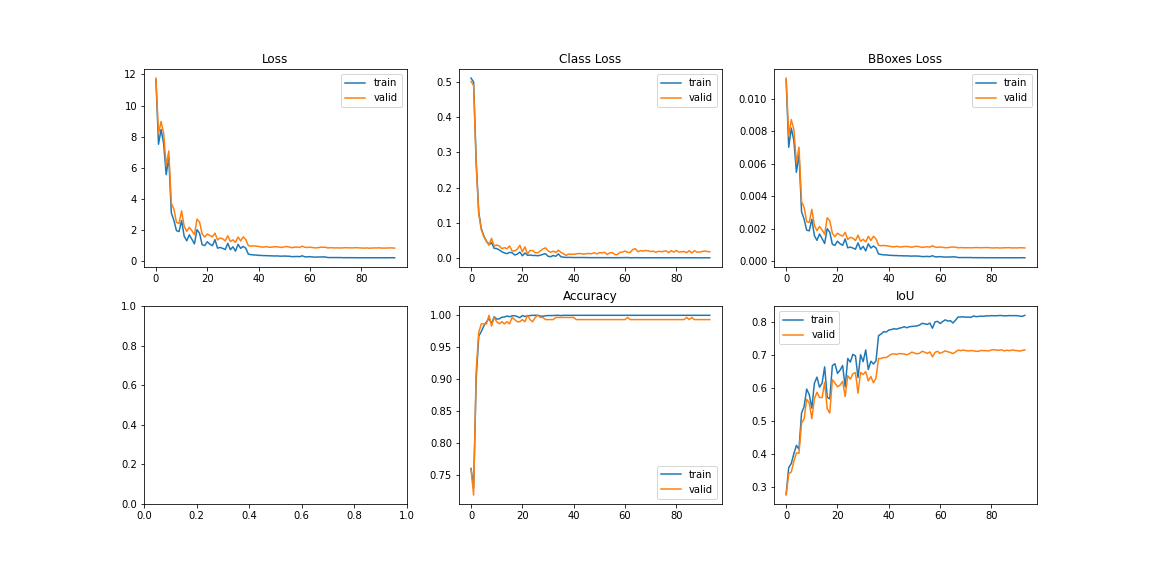 Loss
12
10
8
6
4
2
0
0 20 40 60 80
train
valid
Class Loss
0.5
0.4
0.3
0.2
0.1
0.0
0 20 40 60 80
train
valid
BBoxes Loss
0.010
0.008
0.006
0.004
0.002
0.000
0 20 40 60 80
train
valid
1.0
0.8
0.6
0.4
0.2
0.0
0.0 0.2 0.4 0.6 0.8 1.0
Accuracy
1.00
0.95
0.90
0.85
0.80
0.75
0 20 40 60 80
train
valid
IoU
0.8
0.7
0.6
0.5
0.4
0.3
0 20 40 60 80
train
valid